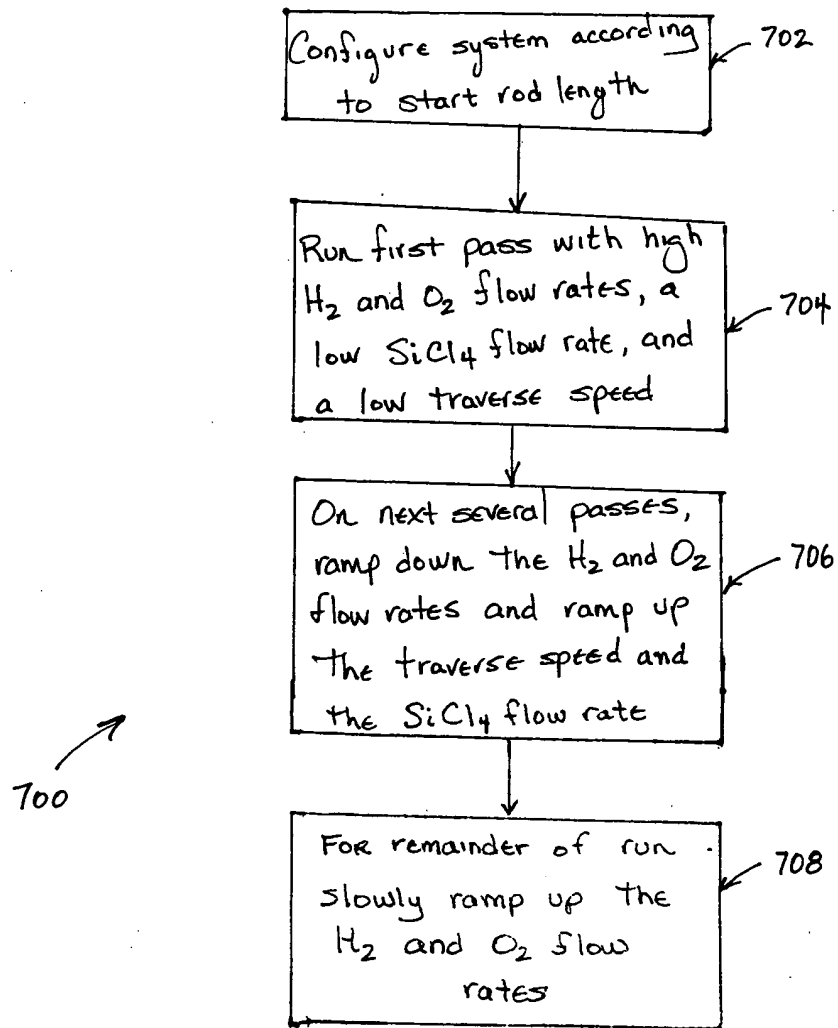 Configure system according
to start rod length
702
Run first pass with high
H₂ and O₂ flow rates, a
low SiCl₄ flow rate, and
a low traverse speed
704
On next several passes,
ramp down the H₂ and O₂
flow rates and ramp up
the traverse speed and
the SiCl₄ flow rate
706
700
For remainder of run
slowly ramp up the
H₂ and O₂ flow
rates
708